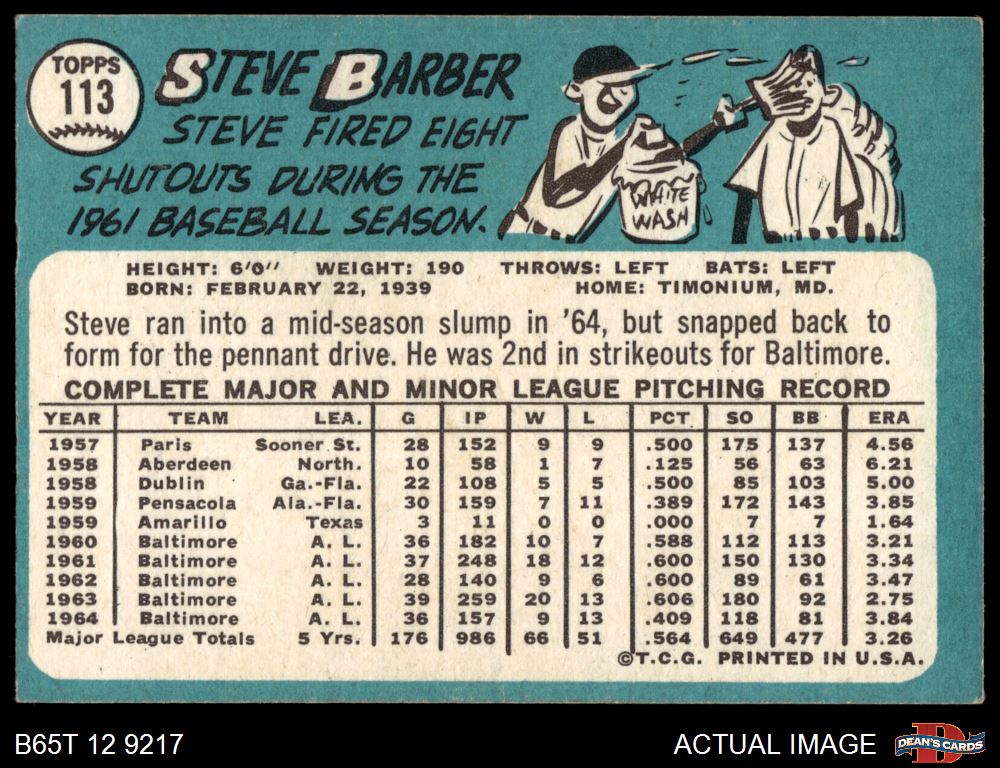 TOPPS
113
STEVE BARBER
STEVE FIRED EIGHT
SHUTOUTS DURING THE
1961 BASEBALL SEASON.
WHITE
WASH
HEIGHT: 6'0" WEIGHT: 190 THROWS: LEFT BATS: LEFT
BORN: FEBRUARY 22, 1939 HOME: TIMONIUM, MD.
Steve ran into a mid-season slump in '64, but snapped back to
form for the pennant drive. He was 2nd in strikeouts for Baltimore.
COMPLETE MAJOR AND MINOR LEAGUE PITCHING RECORD
YEAR TEAM LEA. G IP W L PCT SO BB ERA
1957 Paris Sooner St. 28 152 9 9 .500 175 137 4.56
1958 Aberdeen North. 10 58 1 7 .125 56 63 6.21
1958 Dublin Ga.-Fla. 22 108 5 5 .500 85 103 5.00
1959 Pensacola Ala.-Fla. 30 159 7 11 .389 172 143 3.85
1959 Amarillo Texas 3 11 0 0 .000 7 7 1.64
1960 Baltimore A. L. 36 182 10 7 .588 112 113 3.21
1961 Baltimore A. L. 37 248 18 12 .600 150 130 3.34
1962 Baltimore A. L. 28 140 9 6 .600 89 61 3.47
1963 Baltimore A. L. 39 259 20 13 .606 180 92 2.75
1964 Baltimore A. L. 36 157 9 13 .409 118 81 3.84
Major League Totals 5 Yrs. 176 986 66 51 .564 649 477 3.26
©T.C.G. PRINTED IN U.S.A.
B65T 12 9217
ACTUAL IMAGE
D
DEAN'S CARDS